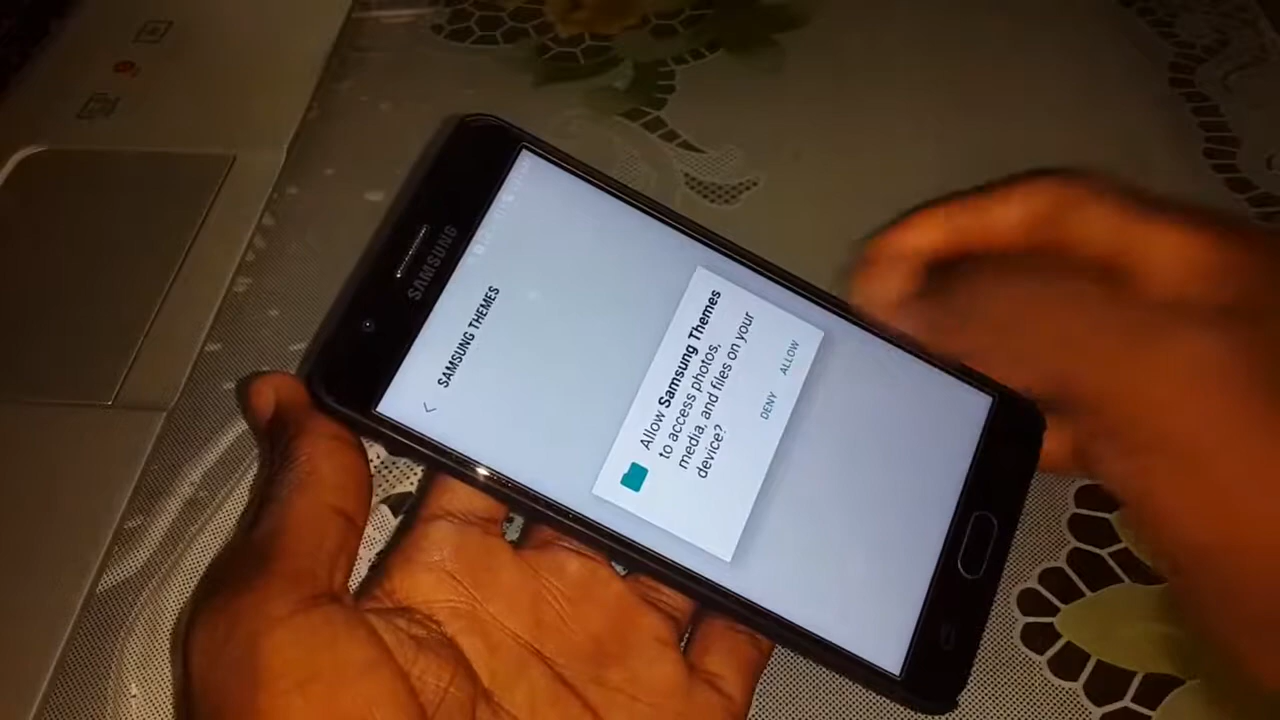 SAMSUNG
SAMSUNG THEMES
Allow Samsung Themes
to access photos,
media, and files on your
device?
DENY ALLOW